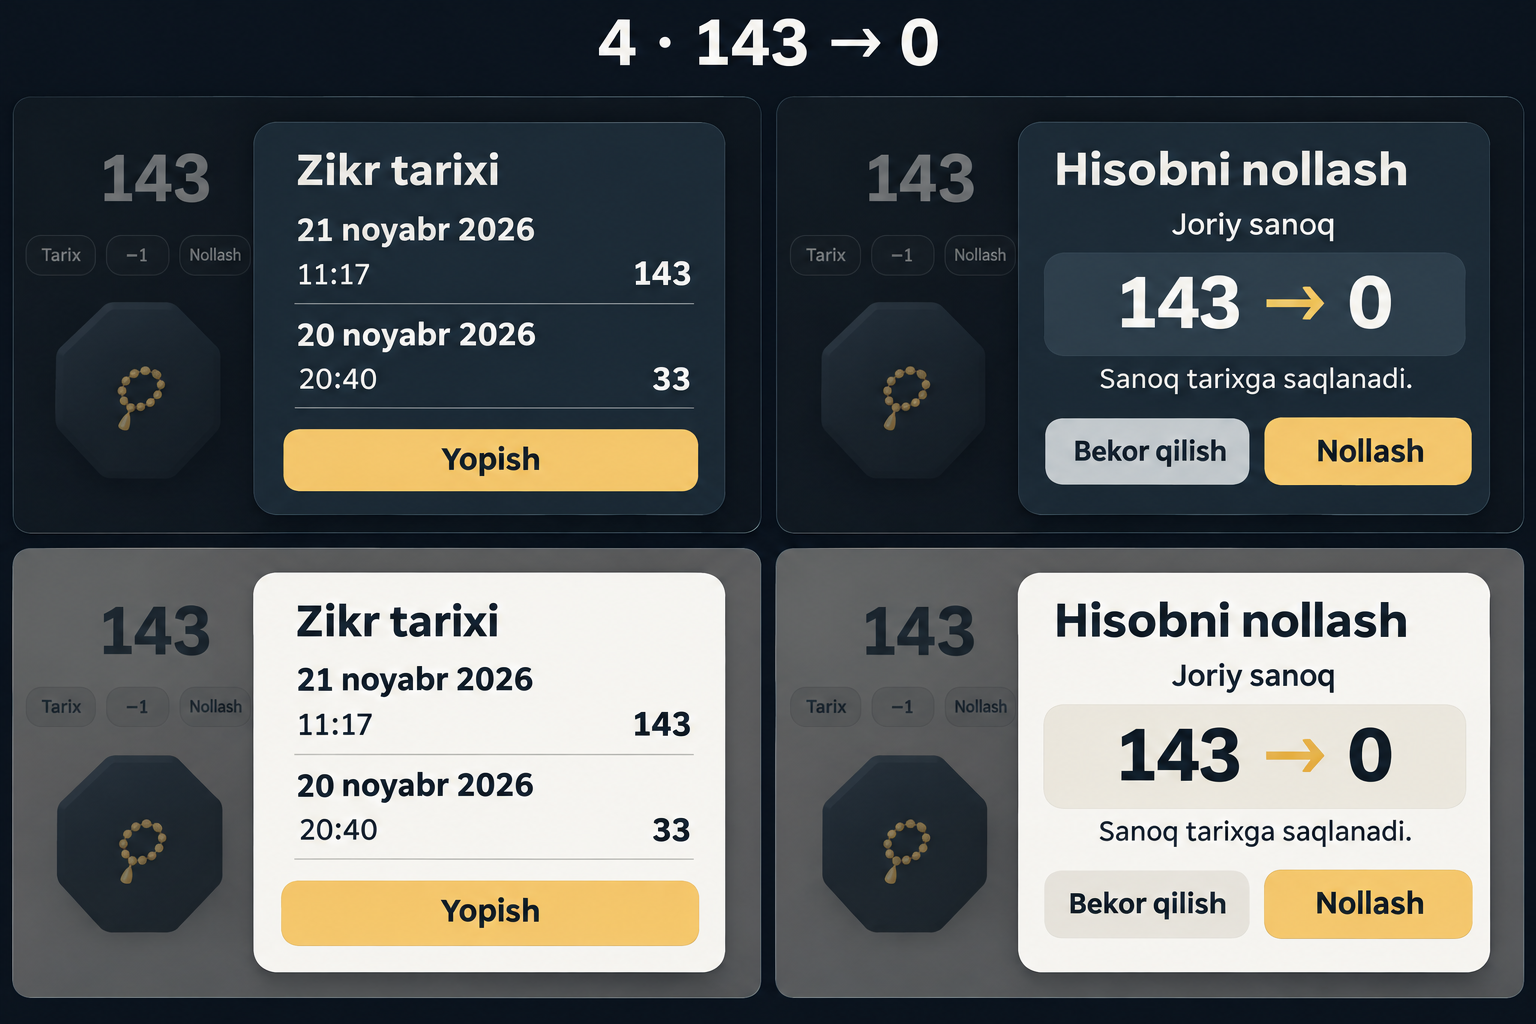 4 · 143 → 0
143
Tarix
−1
Nollash
Zikr tarixi
21 noyabr 2026
11:17 143
20 noyabr 2026
20:40 33
Yopish
143
Tarix
−1
Nollash
Hisobni nollash
Joriy sanoq
143 → 0
Sanoq tarixga saqlanadi.
Bekor qilish
Nollash
143
Tarix
−1
Nollash
Zikr tarixi
21 noyabr 2026
11:17 143
20 noyabr 2026
20:40 33
Yopish
143
Tarix
−1
Nollash
Hisobni nollash
Joriy sanoq
143 → 0
Sanoq tarixga saqlanadi.
Bekor qilish
Nollash